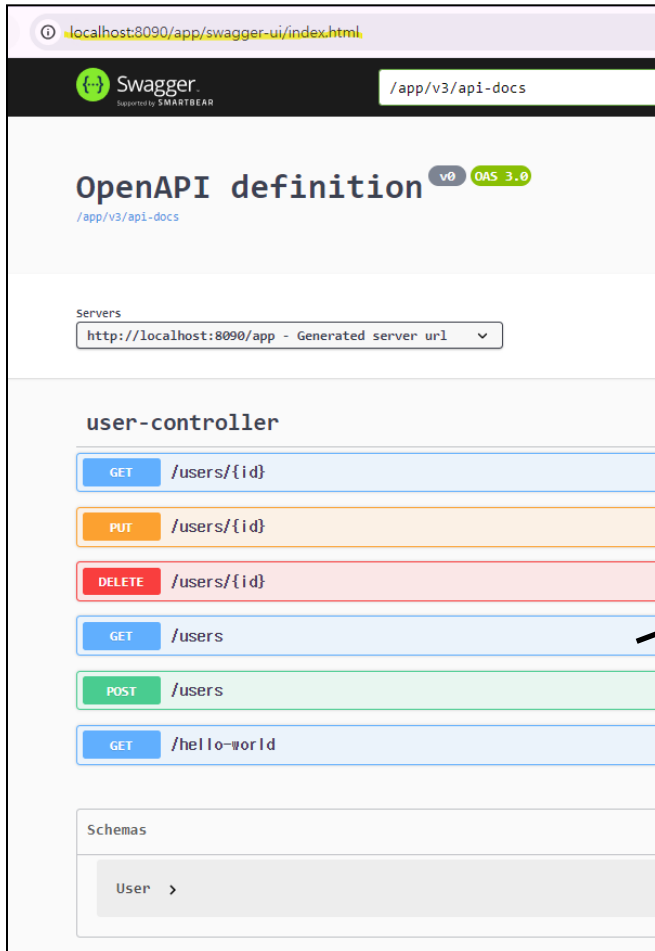 localhost:8090/app/swagger-ui/index.html
Swagger.
Supported by SMARTBEAR
/app/v3/api-docs
OpenAPI definition v0 OAS 3.0
/app/v3/api-docs
Servers
http://localhost:8090/app - Generated server url
user-controller
GET /users/{id}
PUT /users/{id}
DELETE /users/{id}
GET /users
POST /users
GET /hello-world
Schemas
User